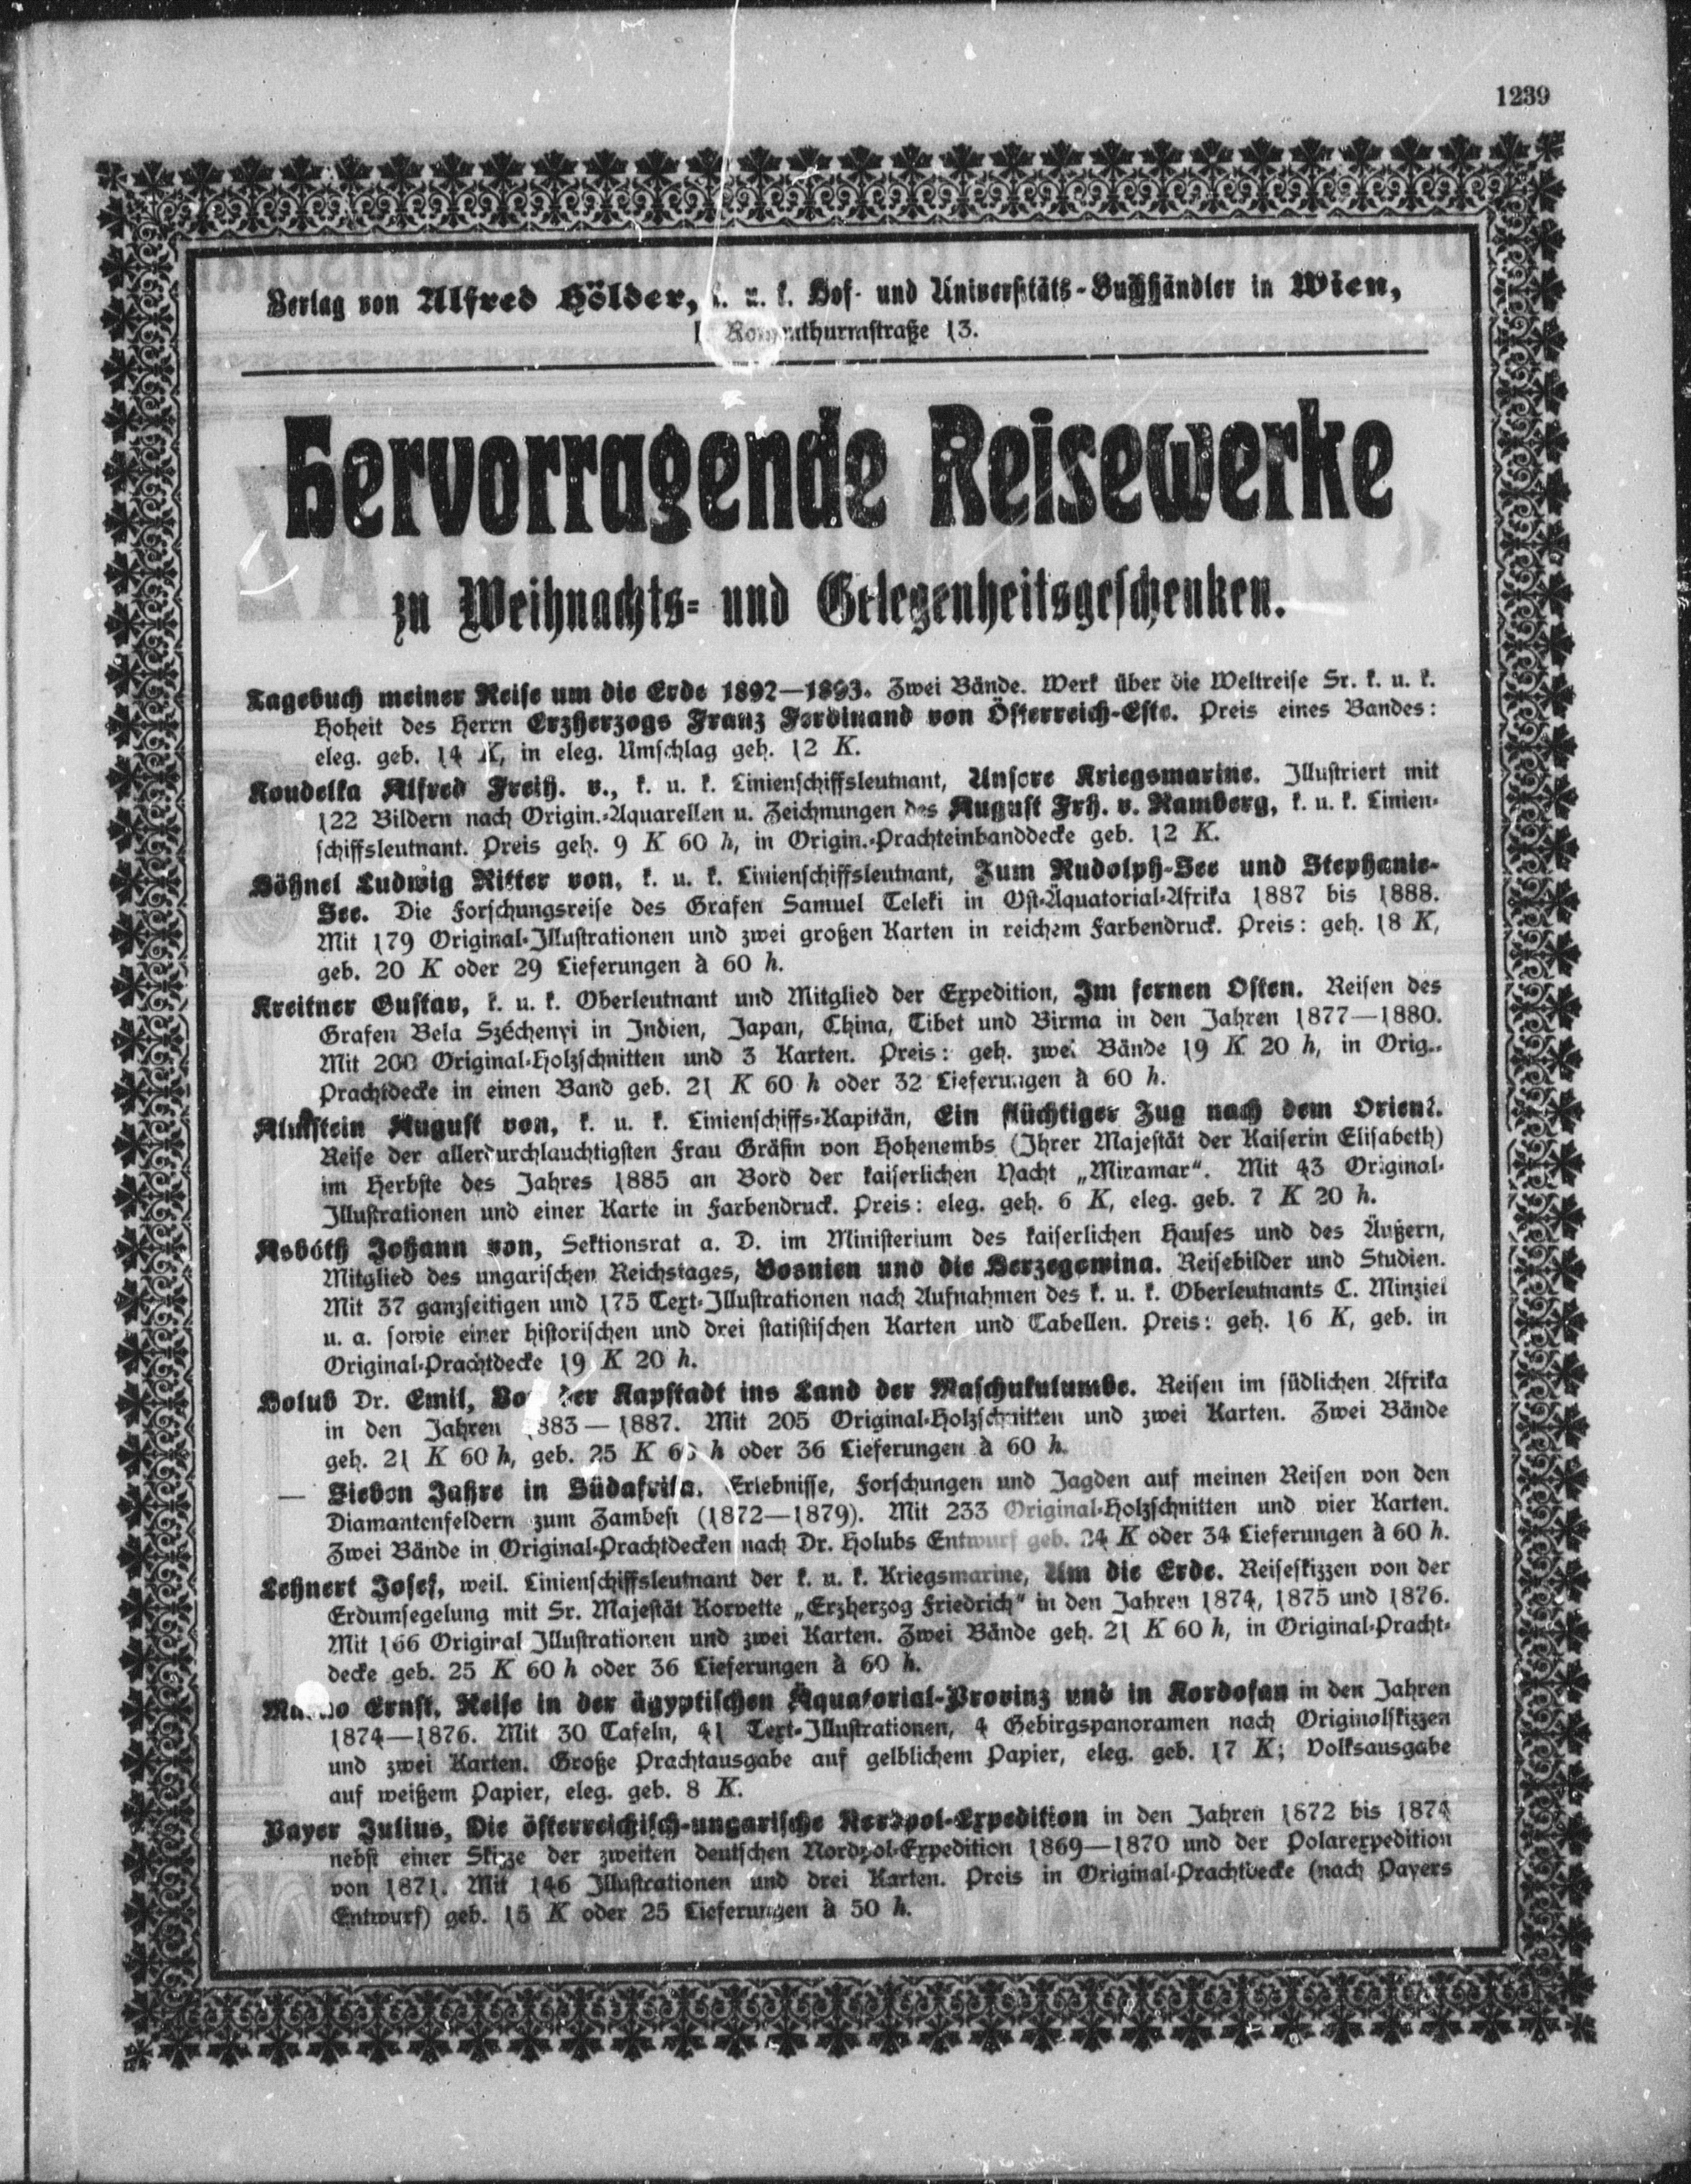 1239
Verlag von Alfred Hölder, k. u. k. Hof- und Universitäts-Buchhändler in Wien,
Rotenthurmstraße 13.
Hervorragende Reisewerke
zu Weihnachts- und Gelegenheitsgeschenken.
Tagebuch meiner Reise um die Erde 1892—1893. Zwei Bände. Werk über die Weltreise Sr. k. u. k.
Hoheit des Herrn Erzherzogs Franz Ferdinand von Österreich-Este. Preis eines Bandes:
eleg. geb. 14 K, in eleg. Umschlag geh. 12 K.
Koudelka Alfred Freih. v., k. u. k. Linienschiffsleutnant, Unsere Kriegsmarine. Illustriert mit
122 Bildern nach Origin.-Aquarellen u. Zeichnungen des August Frh. v. Ramberg, k. u. k. Linien-
schiffsleutnant. Preis geh. 9 K 60 h, in Origin.-Prachteinbanddecke geb. 12 K.
Höhnel Ludwig Ritter von, k. u. k. Linienschiffsleutnant, Zum Rudolph-See und Stephanie-
See. Die Forschungsreise des Grafen Samuel Teleki in Ost-Äquatorial-Afrika 1887 bis 1888.
Mit 179 Original-Illustrationen und zwei großen Karten in reichem Farbendruck. Preis: geh. 18 K,
geb. 20 K oder 29 Lieferungen à 60 h.
Kreitner Gustav, k. u. k. Oberleutnant und Mitglied der Expedition, Im fernen Osten. Reisen des
Grafen Bela Széchenyi in Indien, Japan, China, Tibet und Birma in den Jahren 1877—1880.
Mit 200 Original-Holzschnitten und 3 Karten. Preis: geh. zwei Bände 19 K 20 h, in Orig.-
Prachtdecke in einen Band geb. 21 K 60 h oder 32 Lieferungen à 60 h.
Almstein August von, k. u. k. Linienschiffs-Kapitän, Ein flüchtiger Zug nach dem Orient.
Reise der allerdurchlauchtigsten Frau Gräfin von Hohenembs (Ihrer Majestät der Kaiserin Elisabeth)
im Herbste des Jahres 1885 an Bord der kaiserlichen Yacht „Miramar“. Mit 43 Original-
Illustrationen und einer Karte in Farbendruck. Preis: eleg. geh. 6 K, eleg. geb. 7 K 20 h.
Asbóth Johann von, Sektionsrat a. D. im Ministerium des kaiserlichen Hauses und des Äußern,
Mitglied des ungarischen Reichstages, Bosnien und die Herzegowina. Reisebilder und Studien.
Mit 37 ganzseitigen und 175 Text-Illustrationen nach Aufnahmen des k. u. k. Oberleutnants C. Minziel
u. a. sowie einer historischen und drei statistischen Karten und Tabellen. Preis: geh. 16 K, geb. in
Original-Prachtdecke 19 K 20 h.
Holub Dr. Emil, Von der Kapstadt ins Land der Maschukulumbe. Reisen im südlichen Afrika
in den Jahren 1883—1887. Mit 205 Original-Holzschnitten und zwei Karten. Zwei Bände
geh. 21 K 60 h, geb. 25 K 60 h oder 36 Lieferungen à 60 h.
— Sieben Jahre in Südafrika. Erlebnisse, Forschungen und Jagden auf meinen Reisen von den
Diamantenfeldern zum Zambesi (1872—1879). Mit 233 Original-Holzschnitten und vier Karten.
Zwei Bände in Original-Prachtdecken nach Dr. Holubs Entwurf geb. 24 K oder 34 Lieferungen à 60 h.
Lehnert Josef, weil. Linienschiffsleutnant der k. u. k. Kriegsmarine, Um die Erde. Reiseskizzen von der
Erdumsegelung mit Sr. Majestät Korvette „Erzherzog Friedrich“ in den Jahren 1874, 1875 und 1876.
Mit 166 Original Illustrationen und zwei Karten. Zwei Bände geh. 21 K 60 h, in Original-Pracht-
decke geb. 25 K 60 h oder 36 Lieferungen à 60 h.
Marno Ernst, Reise in der ägyptischen Äquatorial-Provinz und in Kordofan in den Jahren
1874—1876. Mit 30 Tafeln, 41 Text-Illustrationen, 4 Gebirgspanoramen nach Originalskizzen
und zwei Karten. Große Prachtausgabe auf gelblichem Papier, eleg. geb. 17 K; Volksausgabe
auf weißem Papier, eleg. geb. 8 K.
Payer Julius, Die österreichisch-ungarische Nordpol-Expedition in den Jahren 1872 bis 1874
nebst einer Skizze der zweiten deutschen Nordpol-Expedition 1869—1870 und der Polarexpedition
von 1871. Mit 146 Illustrationen und drei Karten. Preis in Original-Prachtdecke (nach Payers
Entwurf) geb. 15 K oder 25 Lieferungen à 50 h.